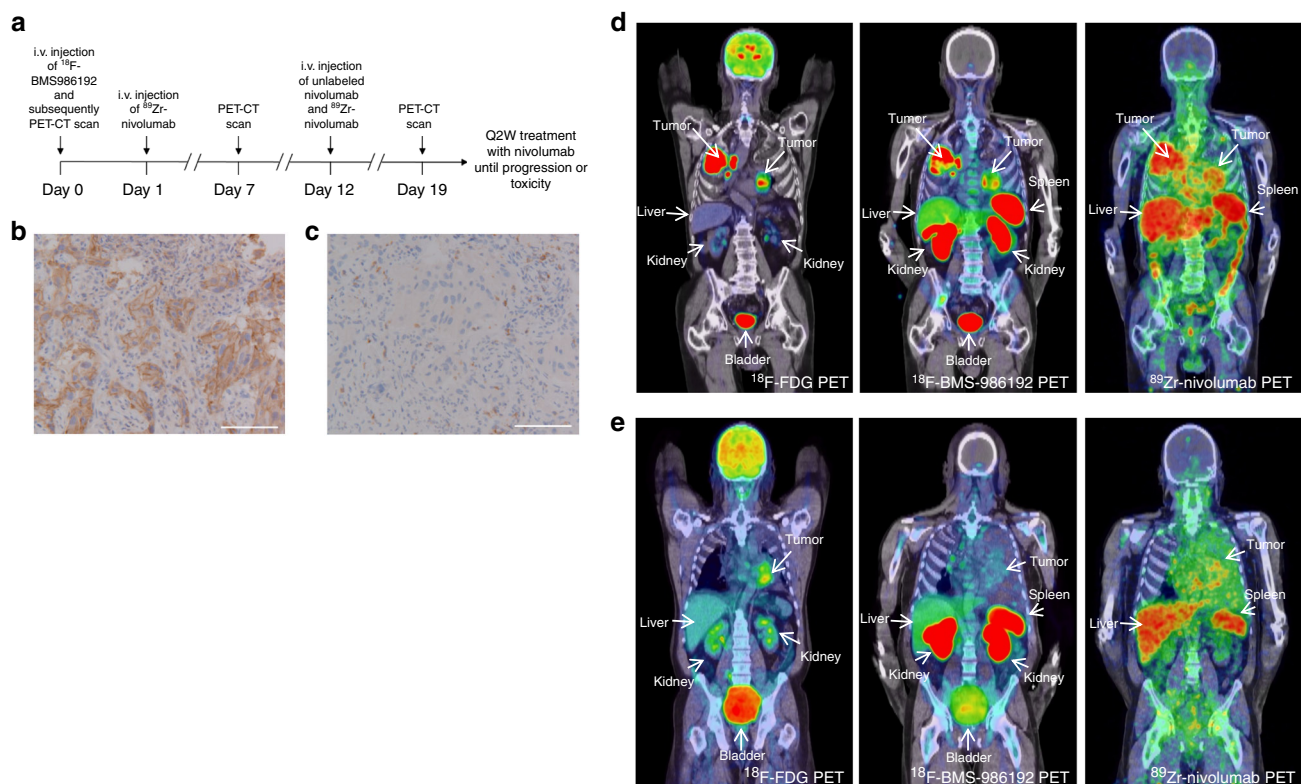 a
i.v. injection
of ¹⁸F-
BMS986192
and
subsequently
PET-CT scan
i.v. injection
of ⁸⁹Zr-
nivolumab
PET-CT
scan
i.v. injection
of unlabeled
nivolumab
and ⁸⁹Zr-
nivolumab
PET-CT
scan
Q2W treatment
with nivolumab
until progression or
toxicity
Day 0
Day 1
Day 7
Day 12
Day 19
b
c
d
Tumor
Tumor
Liver
Kidney
Kidney
Bladder
¹⁸F-FDG PET
Tumor
Tumor
Spleen
Liver
Kidney
Kidney
Bladder
¹⁸F-BMS-986192 PET
Tumor
Tumor
Spleen
Liver
⁸⁹Zr-nivolumab PET
e
Tumor
Liver
Kidney
Kidney
Bladder
¹⁸F-FDG PET
Tumor
Spleen
Liver
Kidney
Kidney
Bladder
¹⁸F-BMS-986192 PET
Tumor
Spleen
Liver
⁸⁹Zr-nivolumab PET